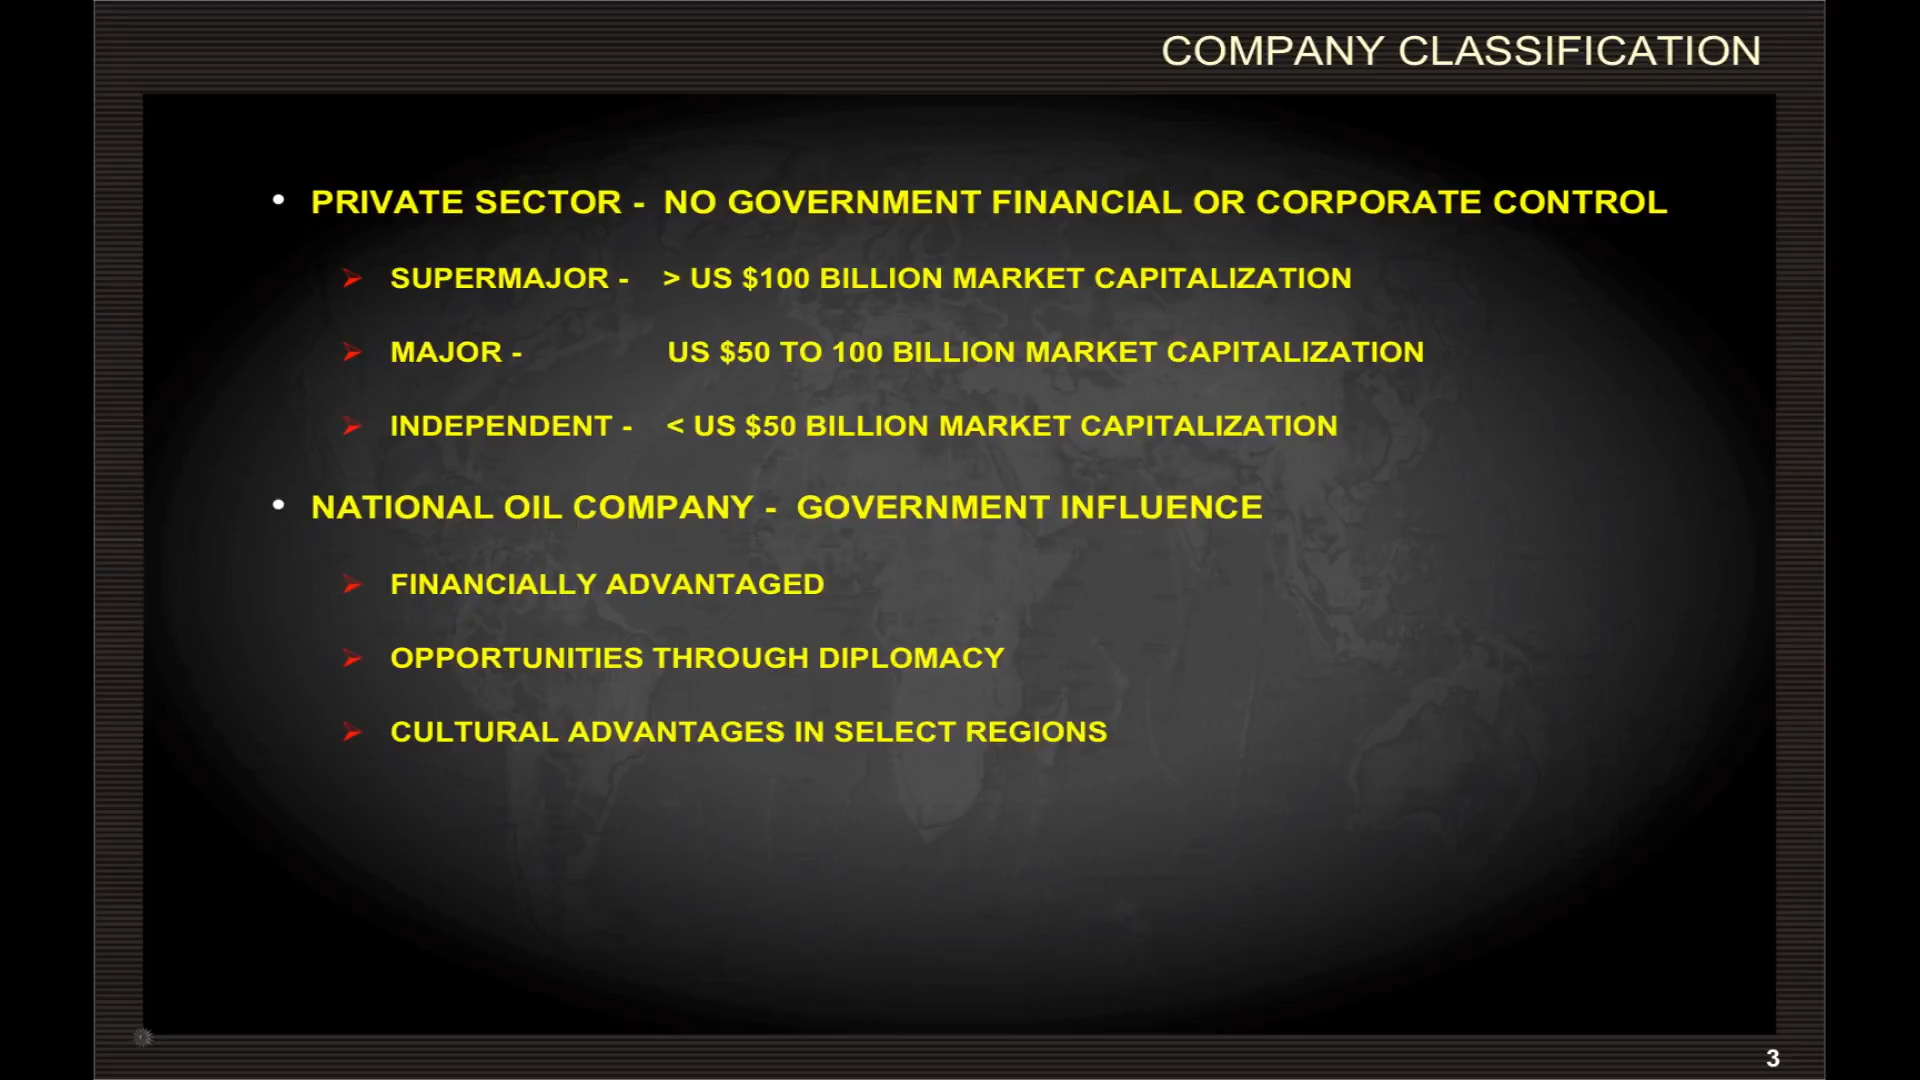 COMPANY CLASSIFICATION
• PRIVATE SECTOR - NO GOVERNMENT FINANCIAL OR CORPORATE CONTROL
➢ SUPERMAJOR - > US $100 BILLION MARKET CAPITALIZATION
➢ MAJOR - US $50 TO 100 BILLION MARKET CAPITALIZATION
➢ INDEPENDENT - < US $50 BILLION MARKET CAPITALIZATION
• NATIONAL OIL COMPANY - GOVERNMENT INFLUENCE
➢ FINANCIALLY ADVANTAGED
➢ OPPORTUNITIES THROUGH DIPLOMACY
➢ CULTURAL ADVANTAGES IN SELECT REGIONS
3